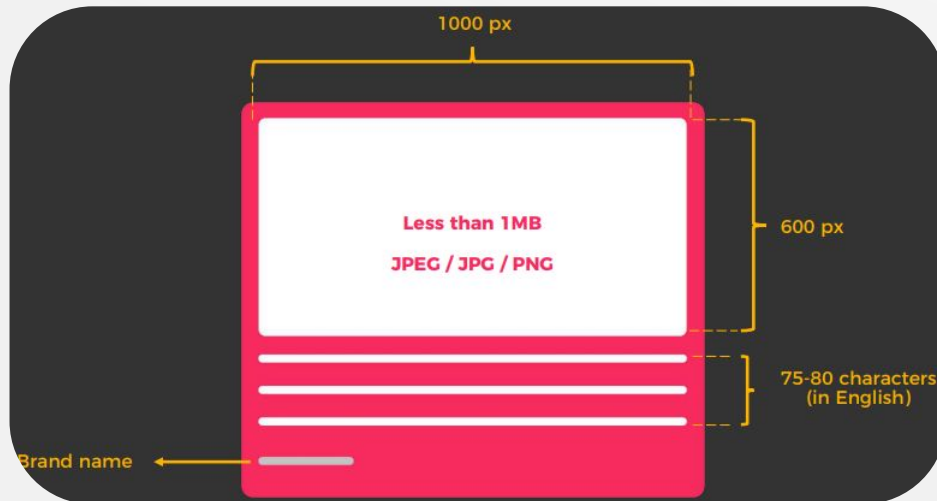 1000 px
Less than 1MB
JPEG / JPG / PNG
600 px
75-80 characters
(in English)
Brand name